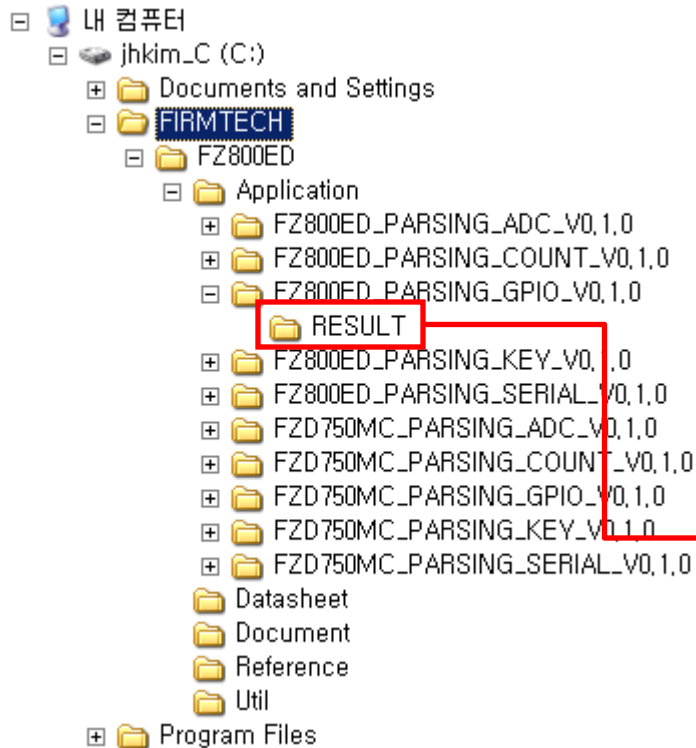 내 컴퓨터
jhkim_C (C:)
Documents and Settings
FIRMTECH
FZ800ED
Application
FZ800ED_PARSING_ADC_V0,1,0
FZ800ED_PARSING_COUNT_V0,1,0
FZ800ED_PARSING_GPIO_V0,1,0
RESULT
FZ800ED_PARSING_KEY_V0,1,0
FZ800ED_PARSING_SERIAL_V0,1,0
FZD750MC_PARSING_ADC_V0,1,0
FZD750MC_PARSING_COUNT_V0,1,0
FZD750MC_PARSING_GPIO_V0,1,0
FZD750MC_PARSING_KEY_V0,1,0
FZD750MC_PARSING_SERIAL_V0,1,0
Datasheet
Document
Reference
Util
Program Files